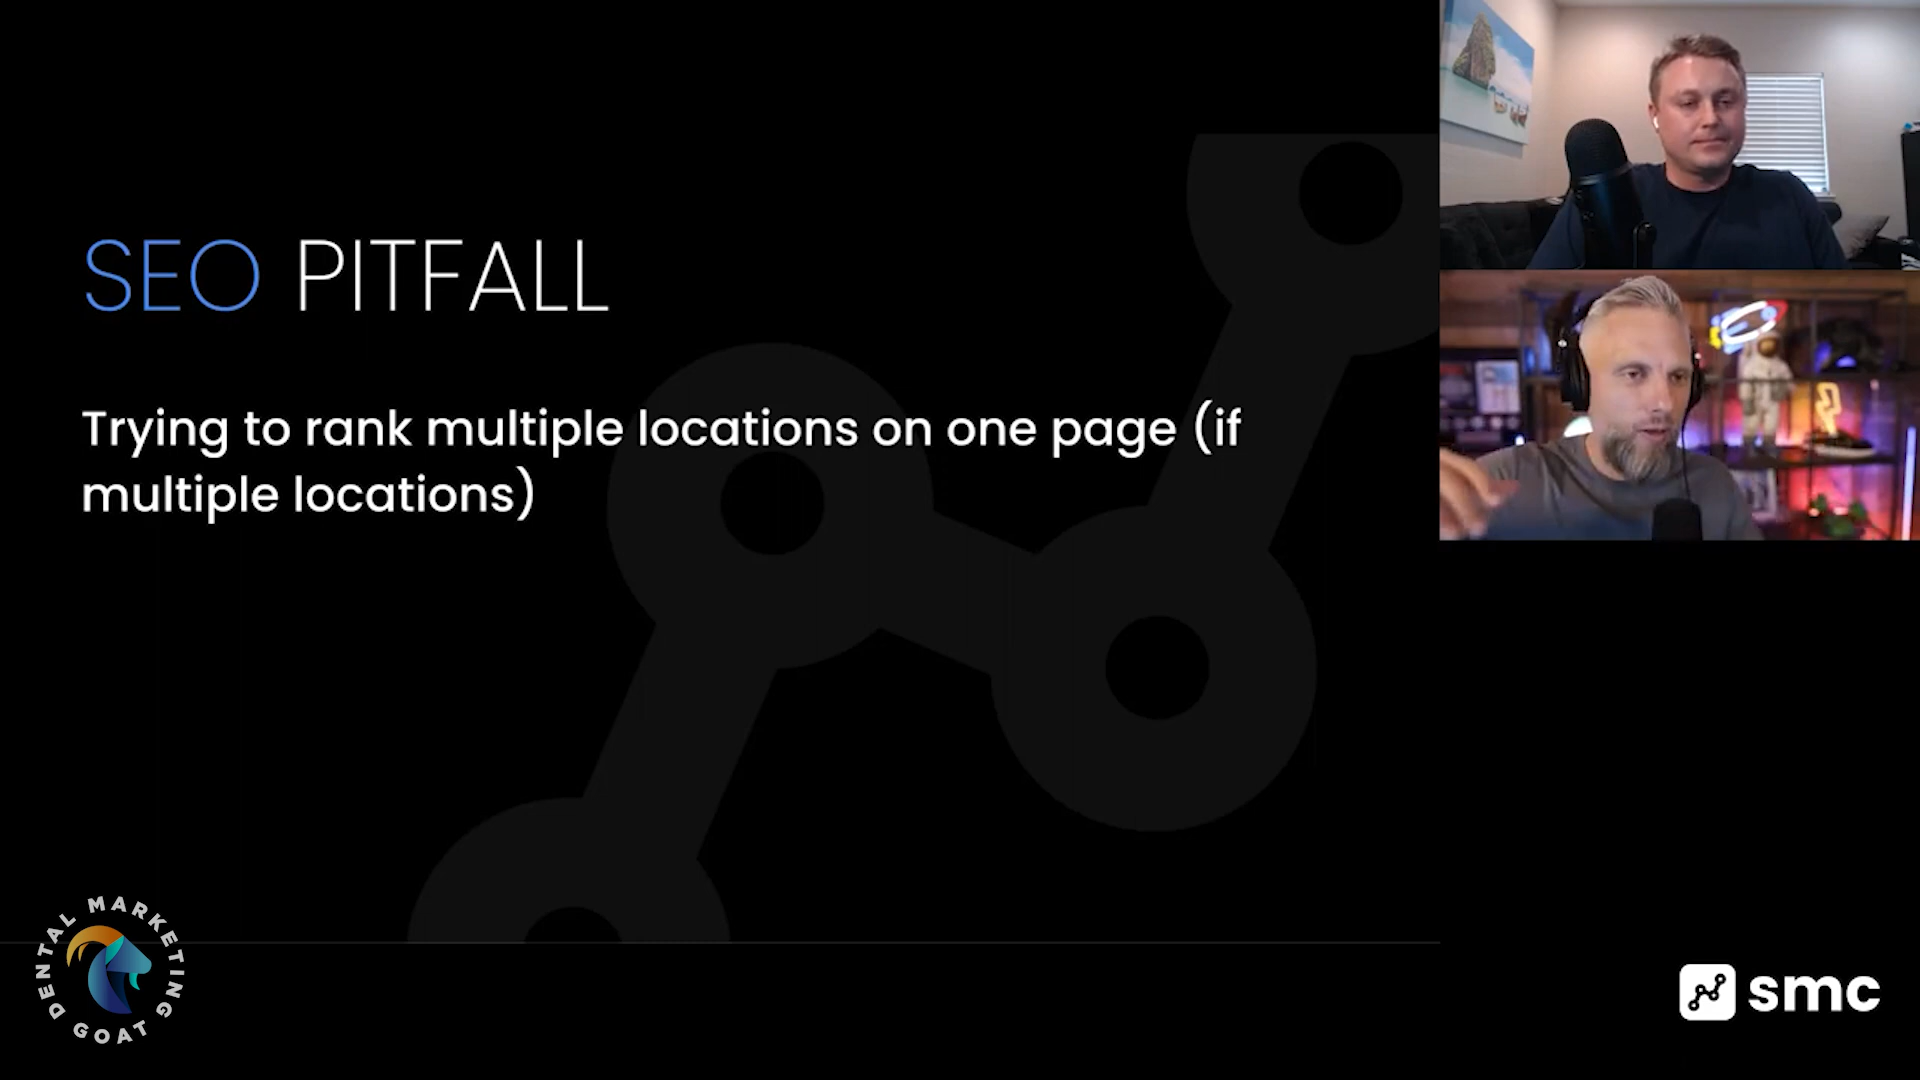 SEO PITFALL
Trying to rank multiple locations on one page (if
multiple locations)
DENTAL MARKETING
GOAT
smc